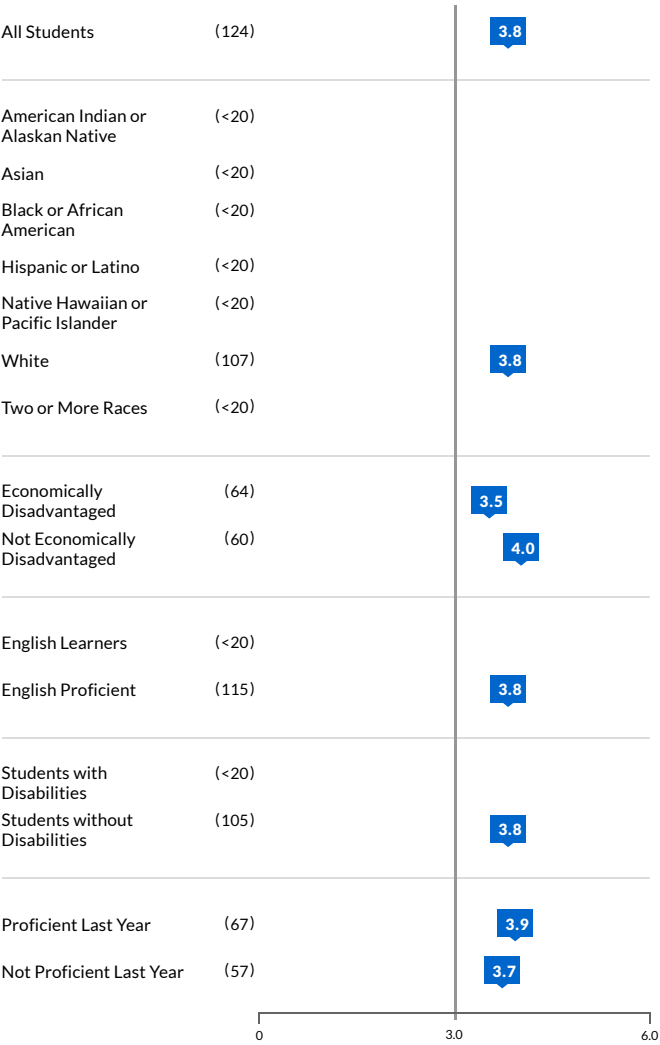 All Students (124) 3.8
American Indian or (<20)
Alaskan Native
Asian (<20)
Black or African (<20)
American
Hispanic or Latino (<20)
Native Hawaiian or (<20)
Pacific Islander
White (107) 3.8
Two or More Races (<20)
Economically (64) 3.5
Disadvantaged
Not Economically (60) 4.0
Disadvantaged
English Learners (<20)
English Proficient (115) 3.8
Students with (<20)
Disabilities
Students without (105) 3.8
Disabilities
Proficient Last Year (67) 3.9
Not Proficient Last Year (57) 3.7
0 3.0 6.0